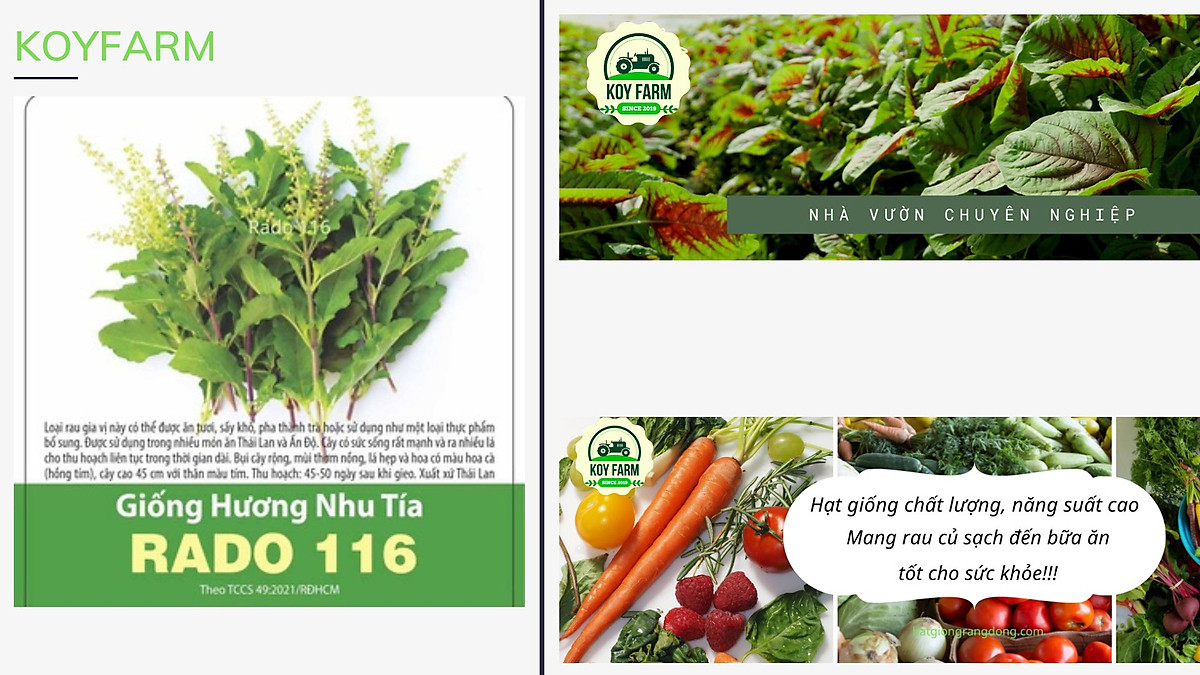 KOYFARM
Rado 116
Loại rau gia vị này có thể được ăn tươi, sấy khô, pha thành trà hoặc sử dụng như một loại thực phẩm
bổ sung. Được sử dụng trong nhiều món ăn Thái Lan và Ấn Độ. Cây có sức sống rất mạnh và ra nhiều lá
cho thu hoạch liên tục trong thời gian dài. Bụi cây rộng, mùi thơm nồng, lá hẹp và hoa có màu hoa cà
(hồng tím), cây cao 45 cm với thân màu tím. Thu hoạch: 45-50 ngày sau khi gieo. Xuất xứ Thái Lan
Giống Hương Nhu Tía
RADO 116
Theo TCCS 49:2021/RĐHCM
KOY FARM
SINCE 2019
NHÀ VƯỜN CHUYÊN NGHIỆP
KOY FARM
SINCE 2019
Hạt giống chất lượng, năng suất cao
Mang rau củ sạch đến bữa ăn
tốt cho sức khỏe!!!
hatgiongrangdong.com